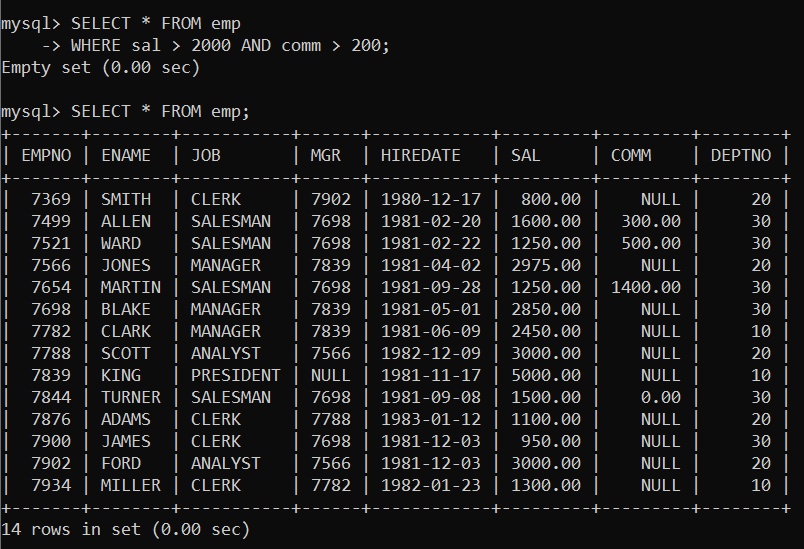 mysql> SELECT * FROM emp
    -> WHERE sal > 2000 AND comm > 200;
Empty set (0.00 sec)

mysql> SELECT * FROM emp;
+-------+--------+-----------+------+------------+---------+---------+--------+
| EMPNO | ENAME  | JOB       | MGR  | HIREDATE   | SAL     | COMM    | DEPTNO |
+-------+--------+-----------+------+------------+---------+---------+--------+
|  7369 | SMITH  | CLERK     | 7902 | 1980-12-17 |  800.00 |    NULL |     20 |
|  7499 | ALLEN  | SALESMAN  | 7698 | 1981-02-20 | 1600.00 |  300.00 |     30 |
|  7521 | WARD   | SALESMAN  | 7698 | 1981-02-22 | 1250.00 |  500.00 |     30 |
|  7566 | JONES  | MANAGER   | 7839 | 1981-04-02 | 2975.00 |    NULL |     20 |
|  7654 | MARTIN | SALESMAN  | 7698 | 1981-09-28 | 1250.00 | 1400.00 |     30 |
|  7698 | BLAKE  | MANAGER   | 7839 | 1981-05-01 | 2850.00 |    NULL |     30 |
|  7782 | CLARK  | MANAGER   | 7839 | 1981-06-09 | 2450.00 |    NULL |     10 |
|  7788 | SCOTT  | ANALYST   | 7566 | 1982-12-09 | 3000.00 |    NULL |     20 |
|  7839 | KING   | PRESIDENT | NULL | 1981-11-17 | 5000.00 |    NULL |     10 |
|  7844 | TURNER | SALESMAN  | 7698 | 1981-09-08 | 1500.00 |    0.00 |     30 |
|  7876 | ADAMS  | CLERK     | 7788 | 1983-01-12 | 1100.00 |    NULL |     20 |
|  7900 | JAMES  | CLERK     | 7698 | 1981-12-03 |  950.00 |    NULL |     30 |
|  7902 | FORD   | ANALYST   | 7566 | 1981-12-03 | 3000.00 |    NULL |     20 |
|  7934 | MILLER | CLERK     | 7782 | 1982-01-23 | 1300.00 |    NULL |     10 |
+-------+--------+-----------+------+------------+---------+---------+--------+
14 rows in set (0.00 sec)